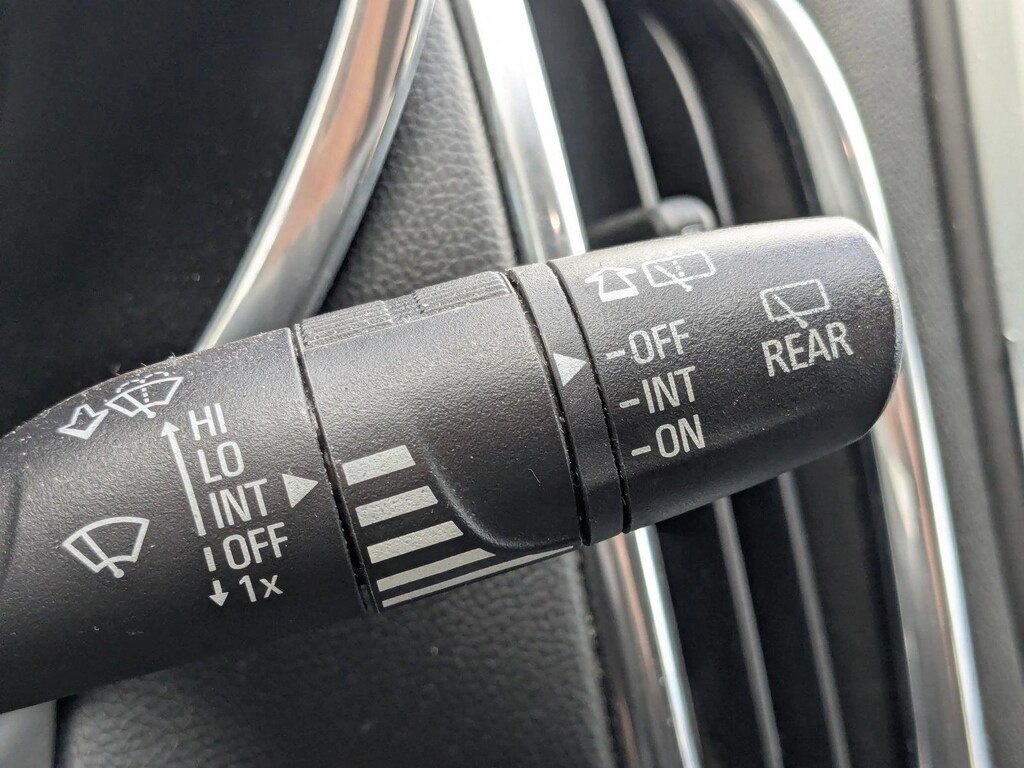 HI
LO
INT
OFF
1x
-OFF
-INT
-ON
REAR